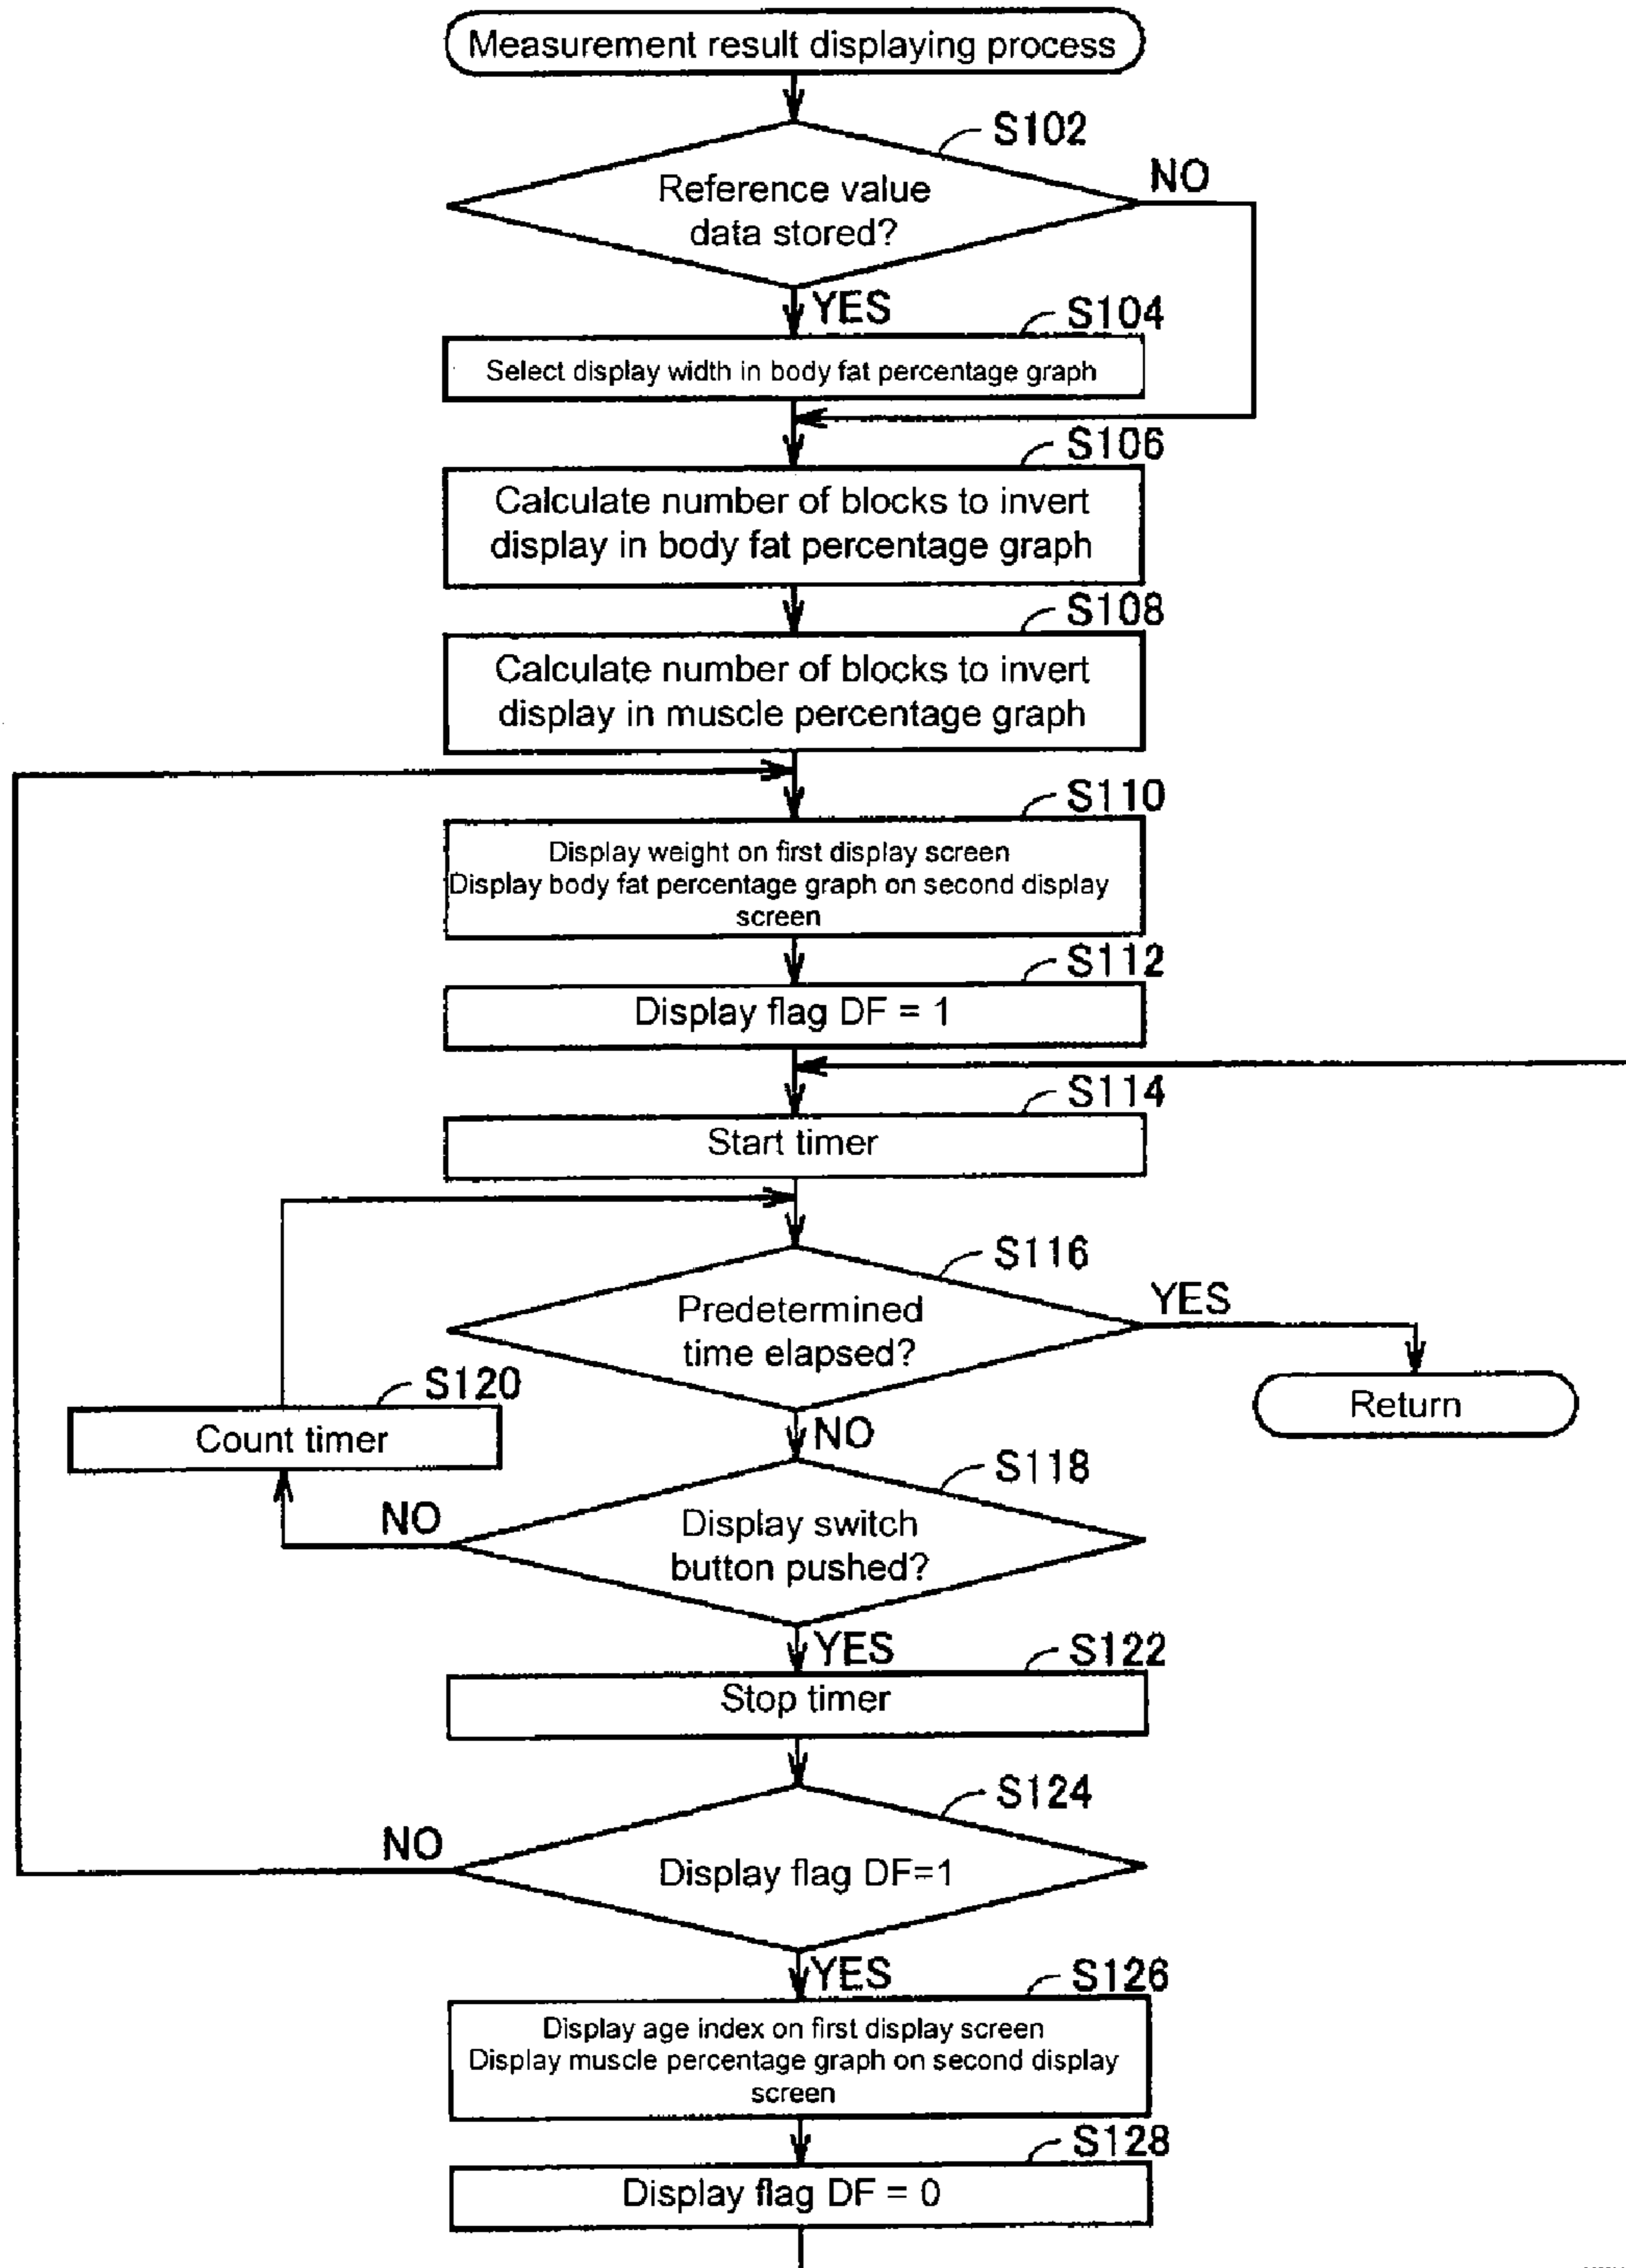 Measurement result displaying process
S102
Reference value
data stored?
NO
YES
S104
Select display width in body fat percentage graph
S106
Calculate number of blocks to invert
display in body fat percentage graph
S108
Calculate number of blocks to invert
display in muscle percentage graph
S110
Display weight on first display screen
Display body fat percentage graph on second display
screen
S112
Display flag DF = 1
S114
Start timer
S116
Predetermined
time elapsed?
YES
Return
S120
Count timer
NO
S118
Display switch
button pushed?
NO
YES
S122
Stop timer
S124
Display flag DF=1
NO
YES
S126
Display age index on first display screen
Display muscle percentage graph on second display
screen
S128
Display flag DF = 0